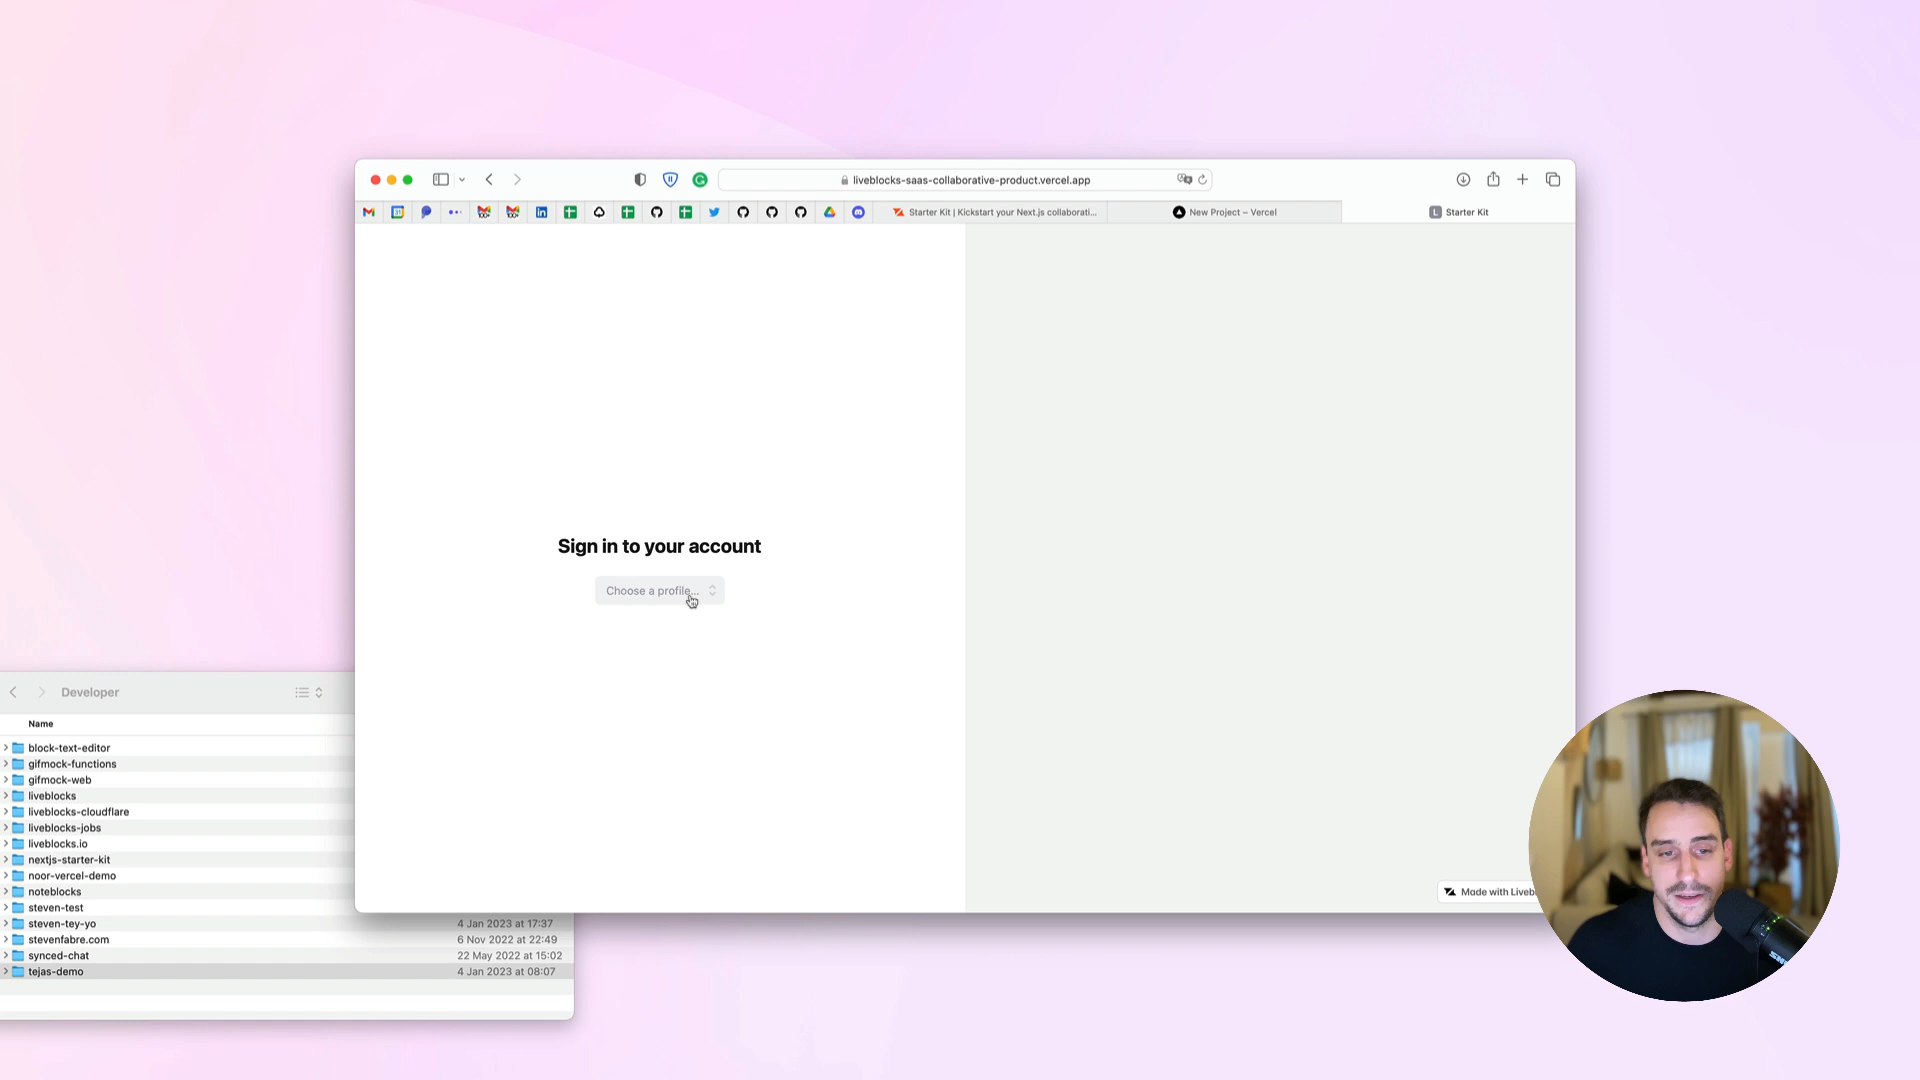 liveblocks-saas-collaborative-product.vercel.app
Starter Kit | Kickstart your Next.js collaborati...
New Project – Vercel
L Starter Kit
Sign in to your account
Choose a profile...
Made with Liveb
Developer
Name
block-text-editor
gifmock-functions
gifmock-web
liveblocks
liveblocks-cloudflare
liveblocks-jobs
liveblocks.io
nextjs-starter-kit
noor-vercel-demo
noteblocks
steven-test
steven-tey-yo 4 Jan 2023 at 17:37
stevenfabre.com 6 Nov 2022 at 22:49
synced-chat 22 May 2022 at 15:02
tejas-demo 4 Jan 2023 at 08:07